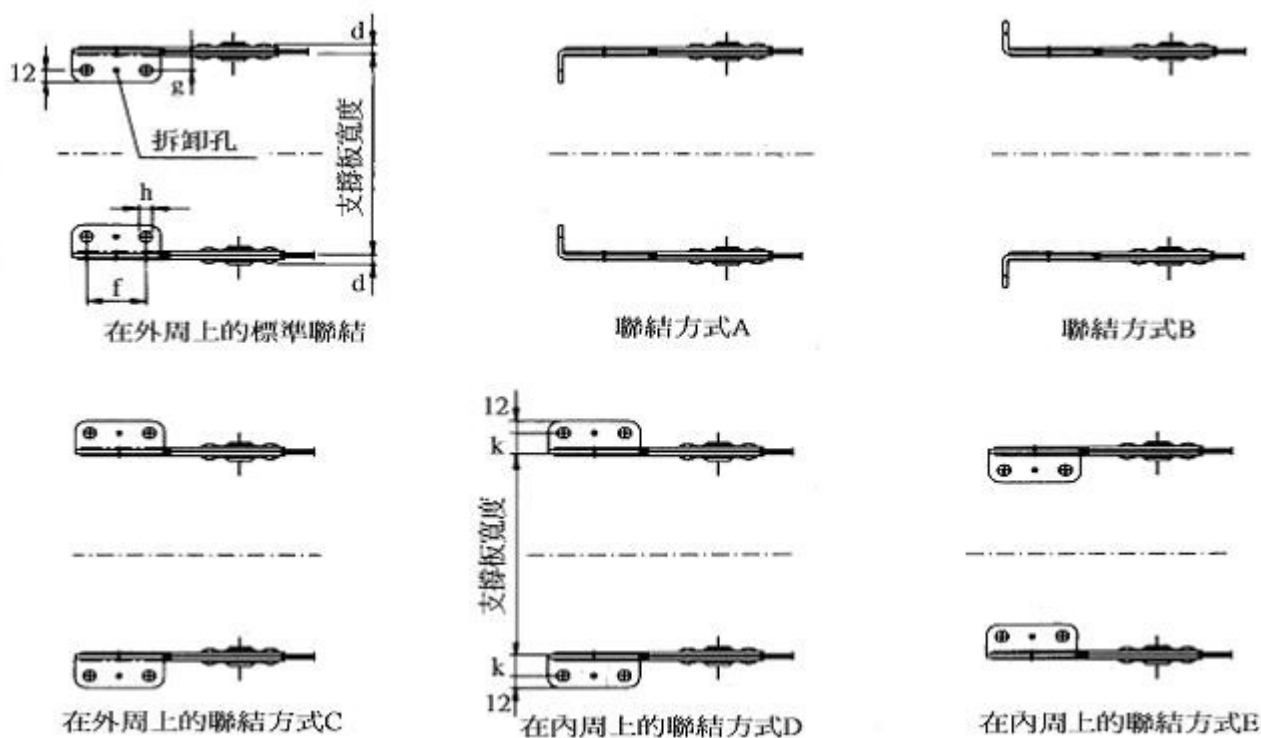 d
12
g
拆卸孔
支撐板寬度
h
f
d
在外周上的標準聯結
聯結方式A
聯結方式B
12
k
支撐板寬度
k
12
在外周上的聯結方式C
在內周上的聯結方式D
在內周上的聯結方式E